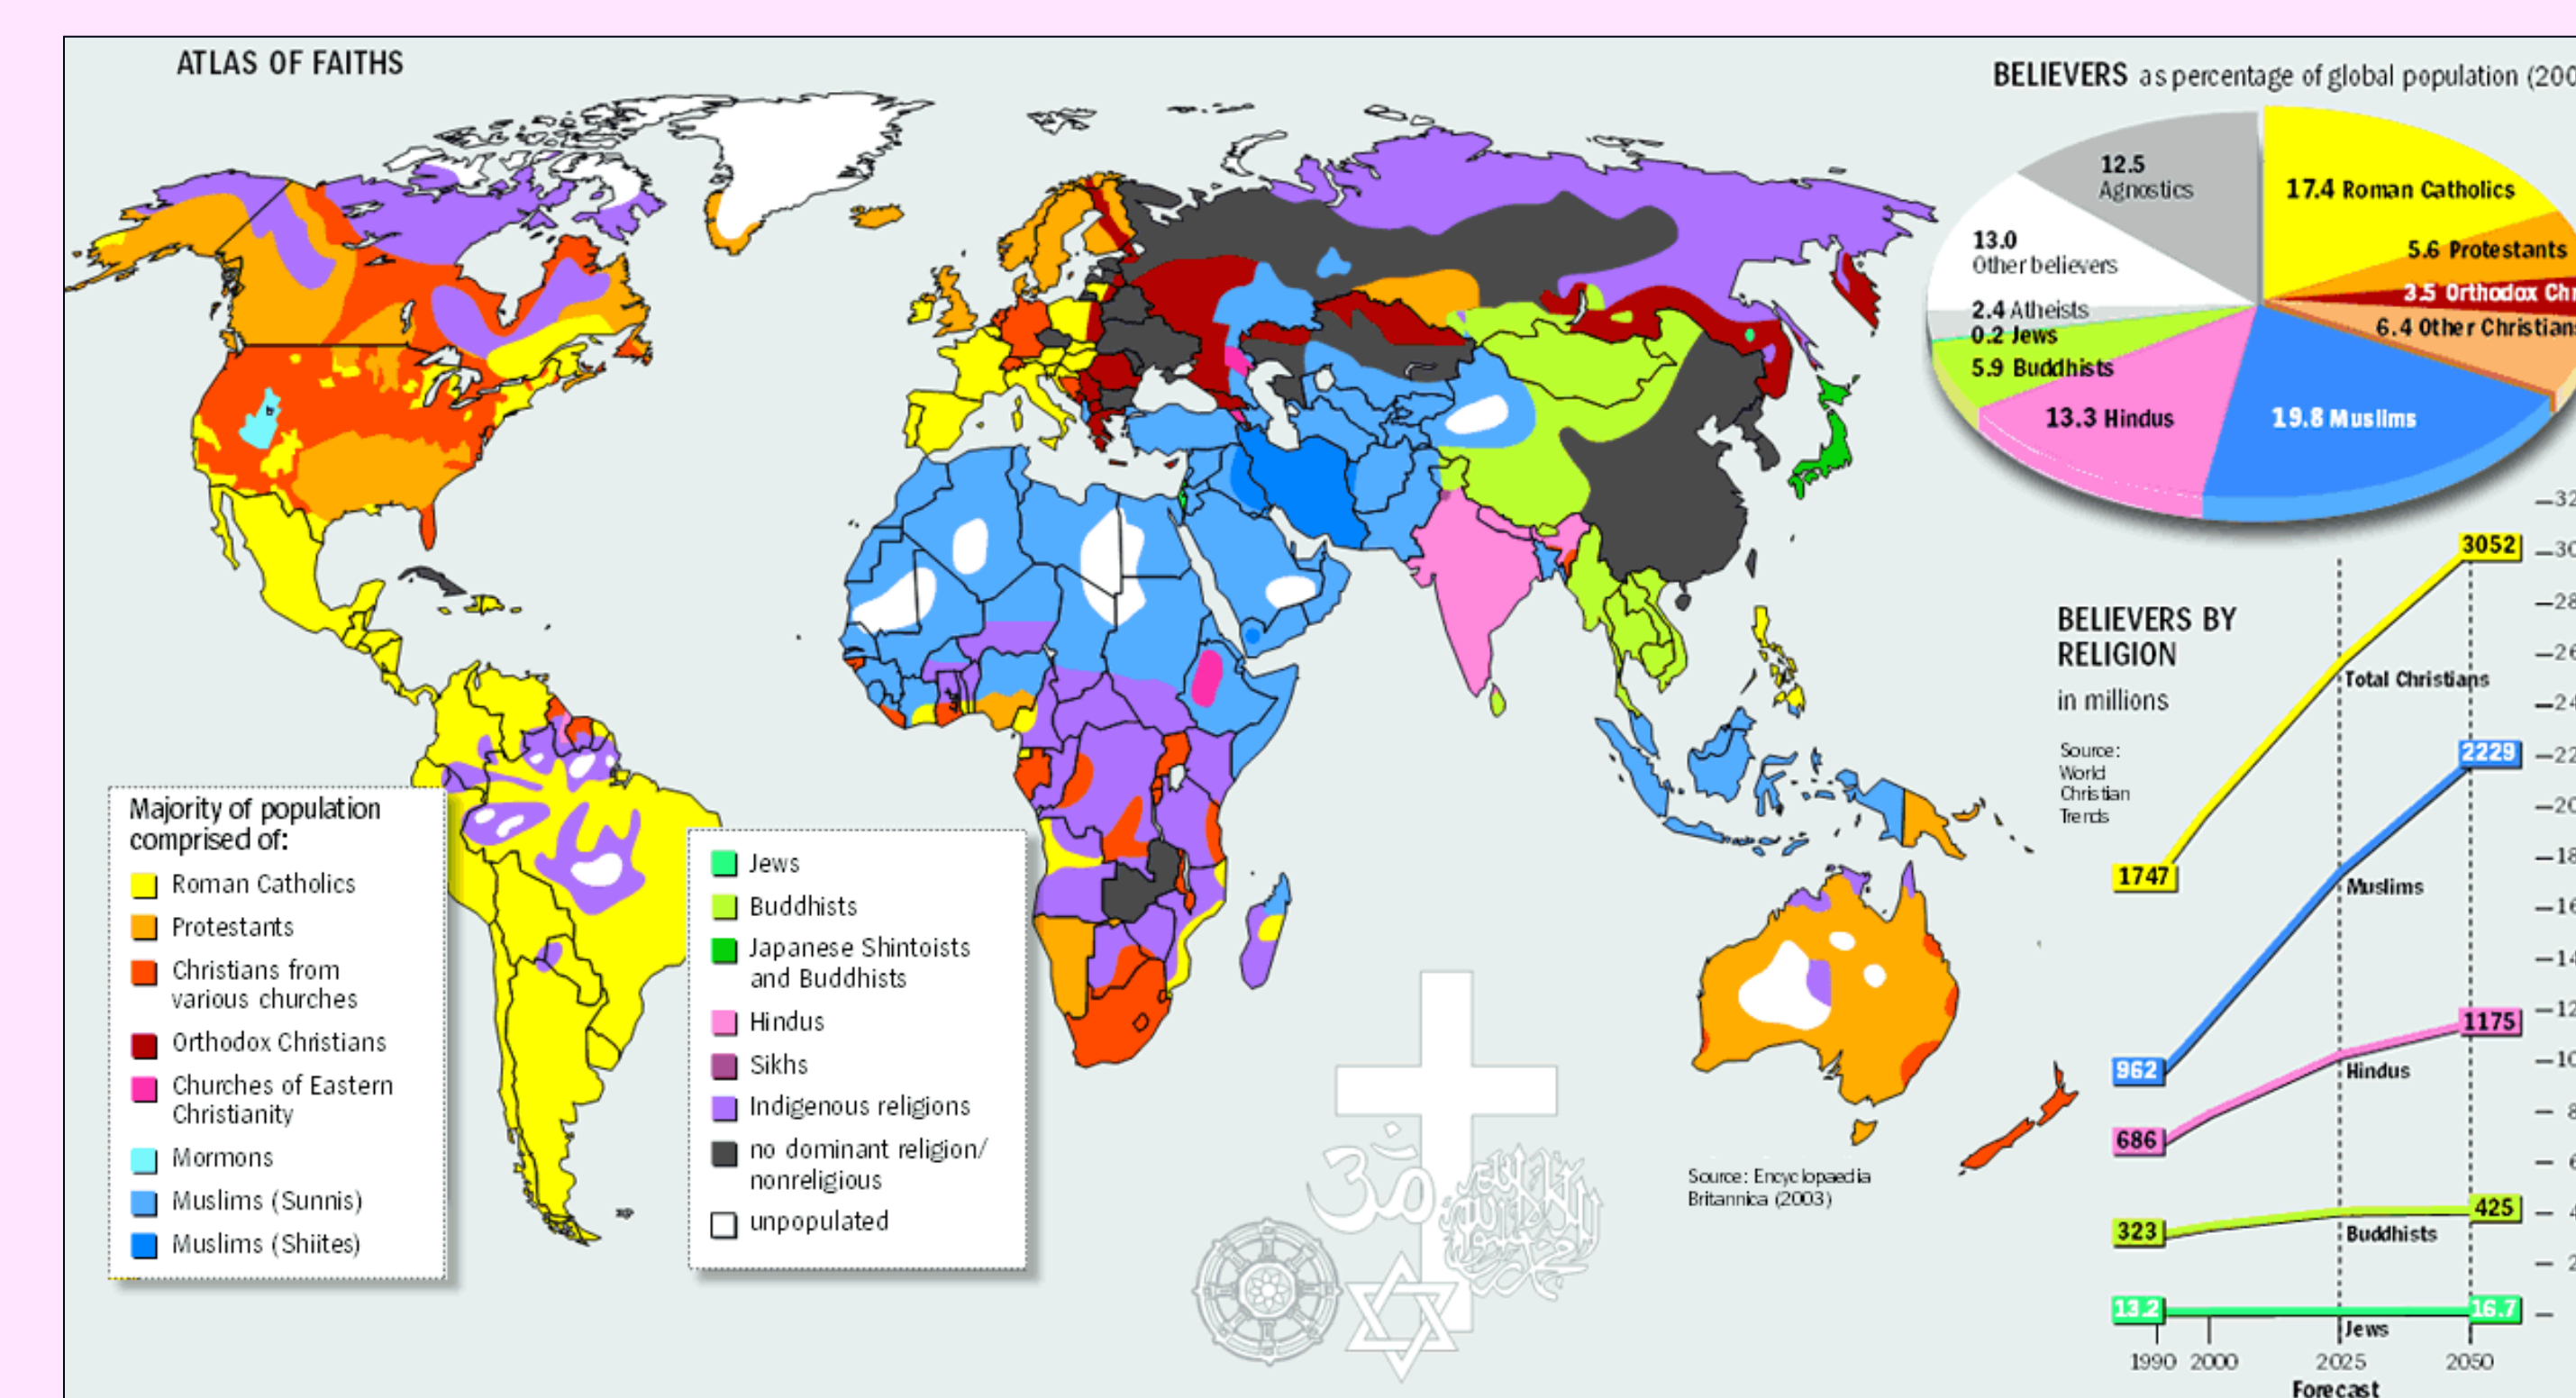 ATLAS OF FAITHS
BELIEVERS as percentage of global population (200
12.5
Agnostics
17.4 Roman Catholics
5.6 Protestants
3.5 Orthodox Chr
6.4 Other Christian
13.0
Other believers
2.4 Atheists
0.2 Jews
5.9 Buddhists
13.3 Hindus
19.8 Muslims
Majority of population
comprised of:
Roman Catholics
Protestants
Christians from
various churches
Orthodox Christians
Churches of Eastern
Christianity
Mormons
Muslims (Sunnis)
Muslims (Shiites)
Jews
Buddhists
Japanese Shintoists
and Buddhists
Hindus
Sikhs
Indigenous religions
no dominant religion/
nonreligious
unpopulated
Source: Encyclopaedia
Britannica (2003)
BELIEVERS BY
RELIGION
in millions
Source:
World
Christian
Trends
3052
Total Christians
2229
1747
Muslims
962
1175
Hindus
686
425
323
Buddhists
13.2
16.7
Jews
1990 2000 2025 2050
Forecast